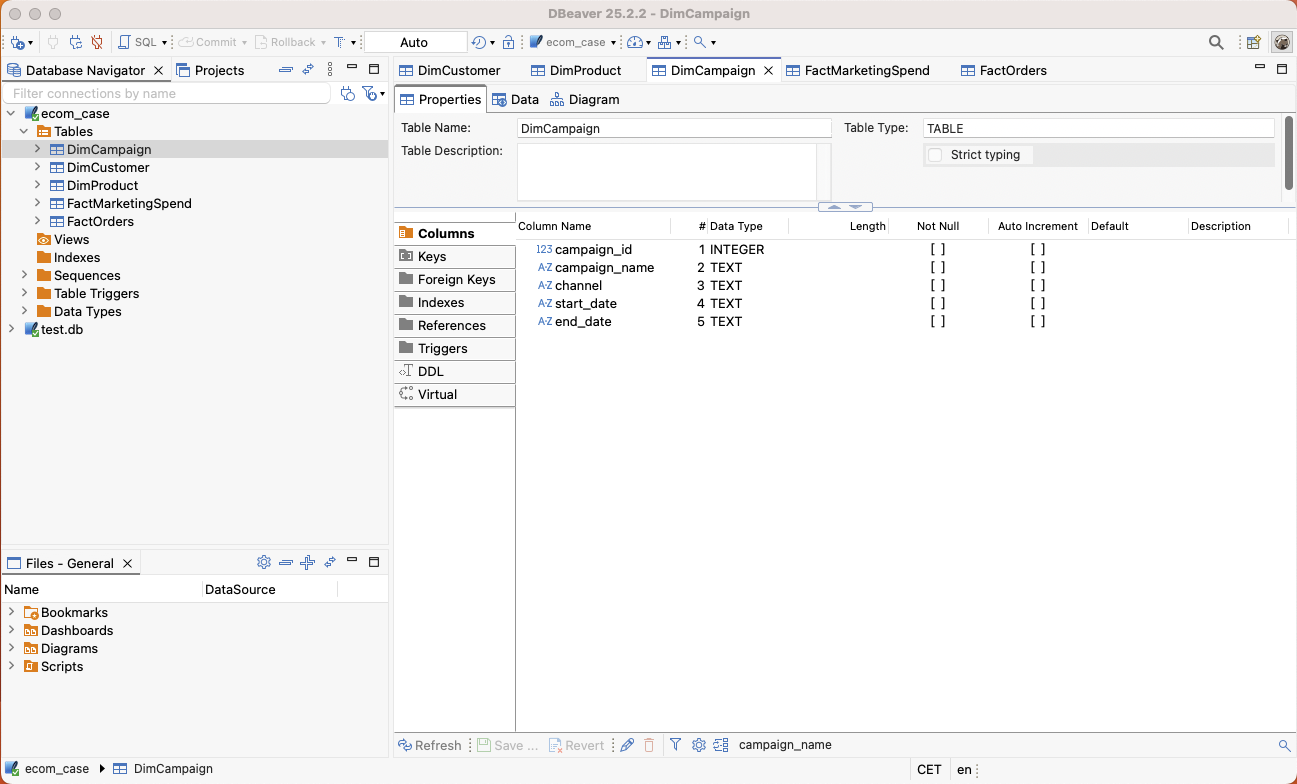 DBeaver 25.2.2 - DimCampaign
SQL Commit Rollback T Auto ecom_case
Database Navigator Projects
Filter connections by name
ecom_case
Tables
DimCampaign
DimCustomer
DimProduct
FactMarketingSpend
FactOrders
Views
Indexes
Sequences
Table Triggers
Data Types
test.db
Files - General
Name DataSource
Bookmarks
Dashboards
Diagrams
Scripts
DimCustomer DimProduct DimCampaign FactMarketingSpend FactOrders
Properties Data Diagram
Table Name: DimCampaign Table Type: TABLE
Table Description: Strict typing
Columns
Keys
Foreign Keys
Indexes
References
Triggers
DDL
Virtual
Column Name # Data Type Length Not Null Auto Increment Default Description
123 campaign_id 1 INTEGER [ ] [ ]
A-Z campaign_name 2 TEXT [ ] [ ]
A-Z channel 3 TEXT [ ] [ ]
A-Z start_date 4 TEXT [ ] [ ]
A-Z end_date 5 TEXT [ ] [ ]
Refresh Save ... Revert campaign_name
ecom_case DimCampaign CET en